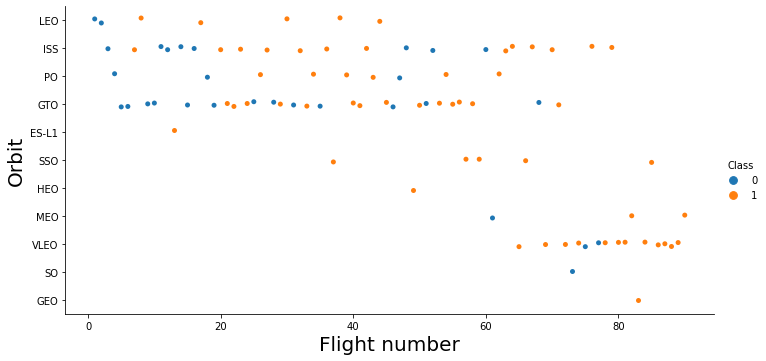 LEO
ISS
PO
GTO
ES-L1
SSO
HEO
MEO
VLEO
SO
GEO
Orbit
0 20 40 60 80
Flight number
Class
0
1